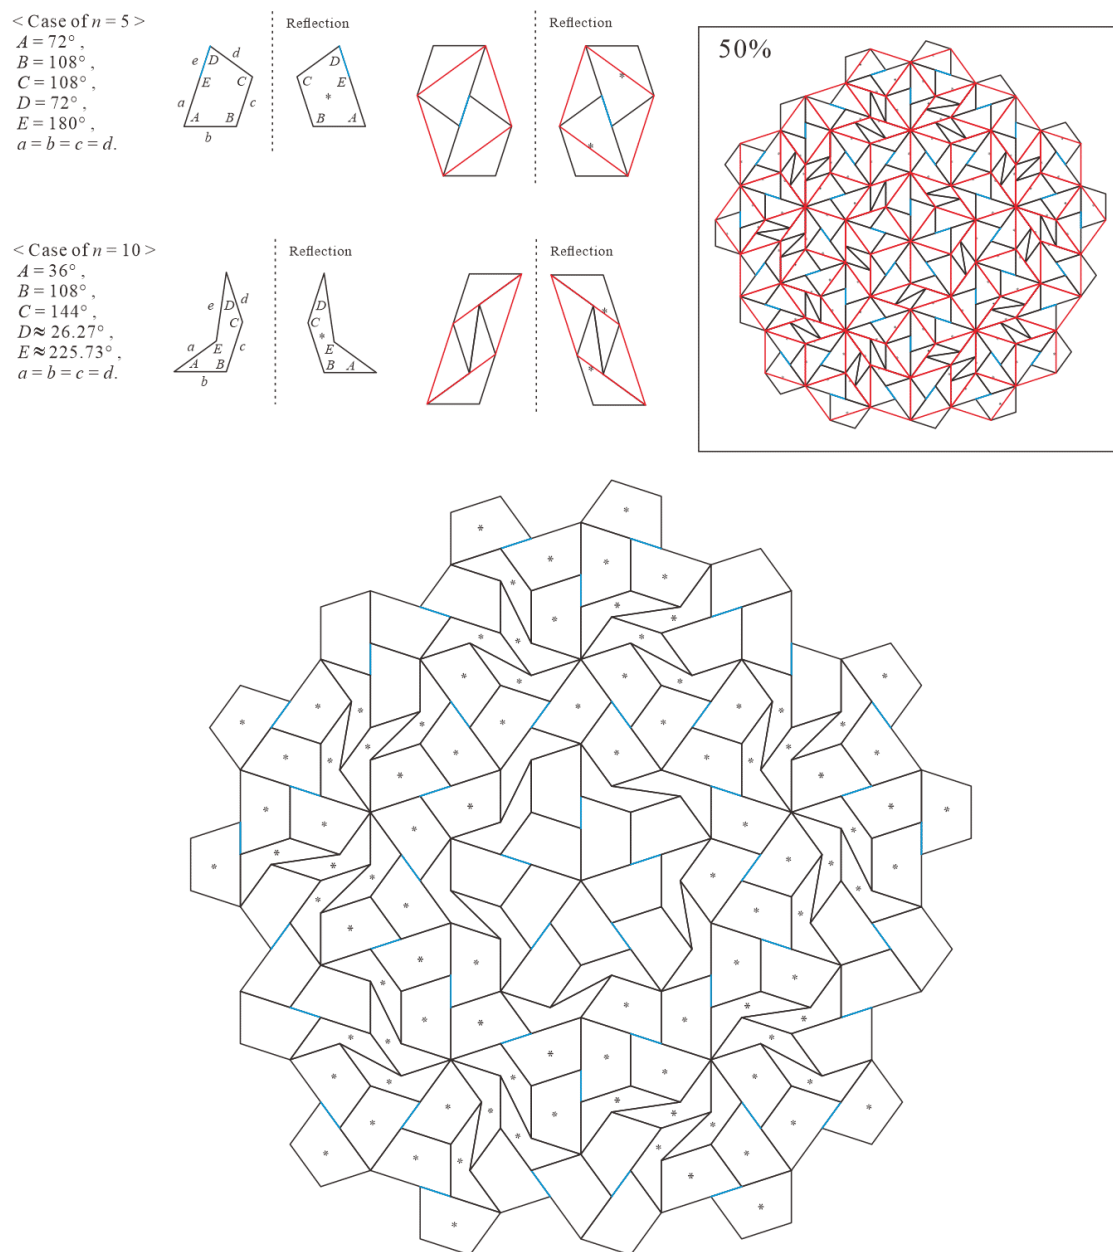 < Case of n = 5 >
A = 72° ,
B = 108° ,
C = 108° ,
D = 72° ,
E = 180° ,
a = b = c = d.
e
D
d
E
C
a
A
B
c
b
Reflection
D
C
E
*
B
A
Reflection
*
*
50%
< Case of n = 10 >
A = 36° ,
B = 108° ,
C = 144° ,
D ≈ 26.27° ,
E ≈ 225.73° ,
a = b = c = d.
e
D
d
C
a
E
c
A
B
b
Reflection
D
C
*
E
B
A
Reflection
*
*